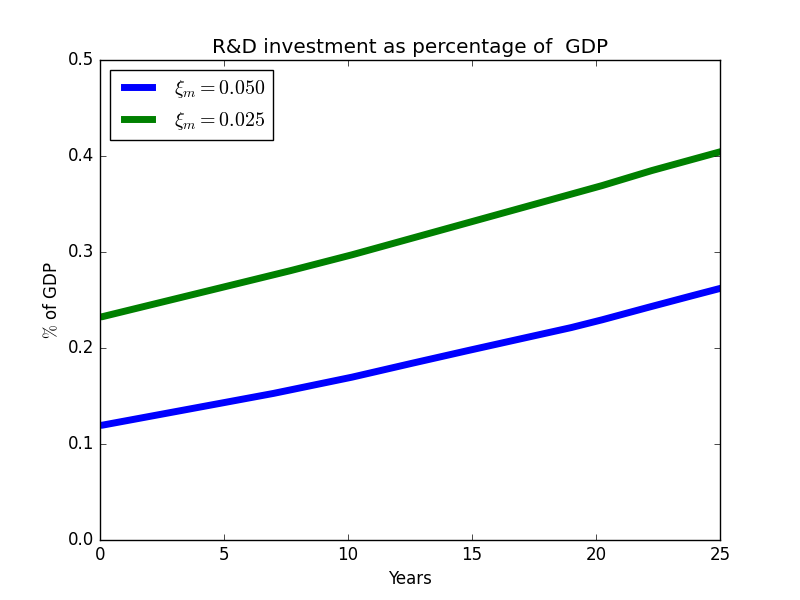 R&D investment as percentage of  GDP
ξₘ = 0.050
ξₘ = 0.025
0.5
0.4
0.3
0.2
0.1
0.0
% of GDP
0 5 10 15 20 25
Years